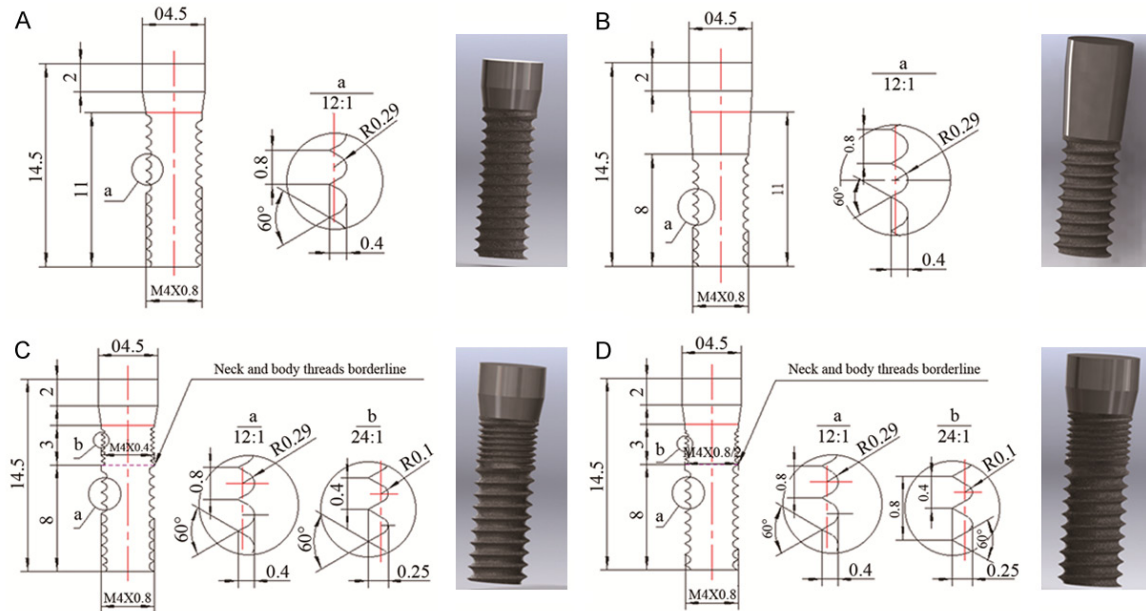 A
04.5
2
14.5
11
a
M4X0.8
a
12:1
R0.29
0.8
60°
0.4
B
04.5
2
14.5
8
11
a
M4X0.8
a
12:1
R0.29
0.8
60°
0.4
C
04.5
Neck and body threads borderline
2
3
14.5
8
b
M4X0.4
a
M4X0.8
a
12:1
R0.29
0.8
60°
0.4
b
24:1
R0.1
0.4
60°
0.25
D
04.5
Neck and body threads borderline
2
3
14.5
8
b
M4X0.8/2
a
M4X0.8
a
12:1
R0.29
0.8
60°
0.4
b
24:1
R0.1
0.4
0.8
60°
0.25